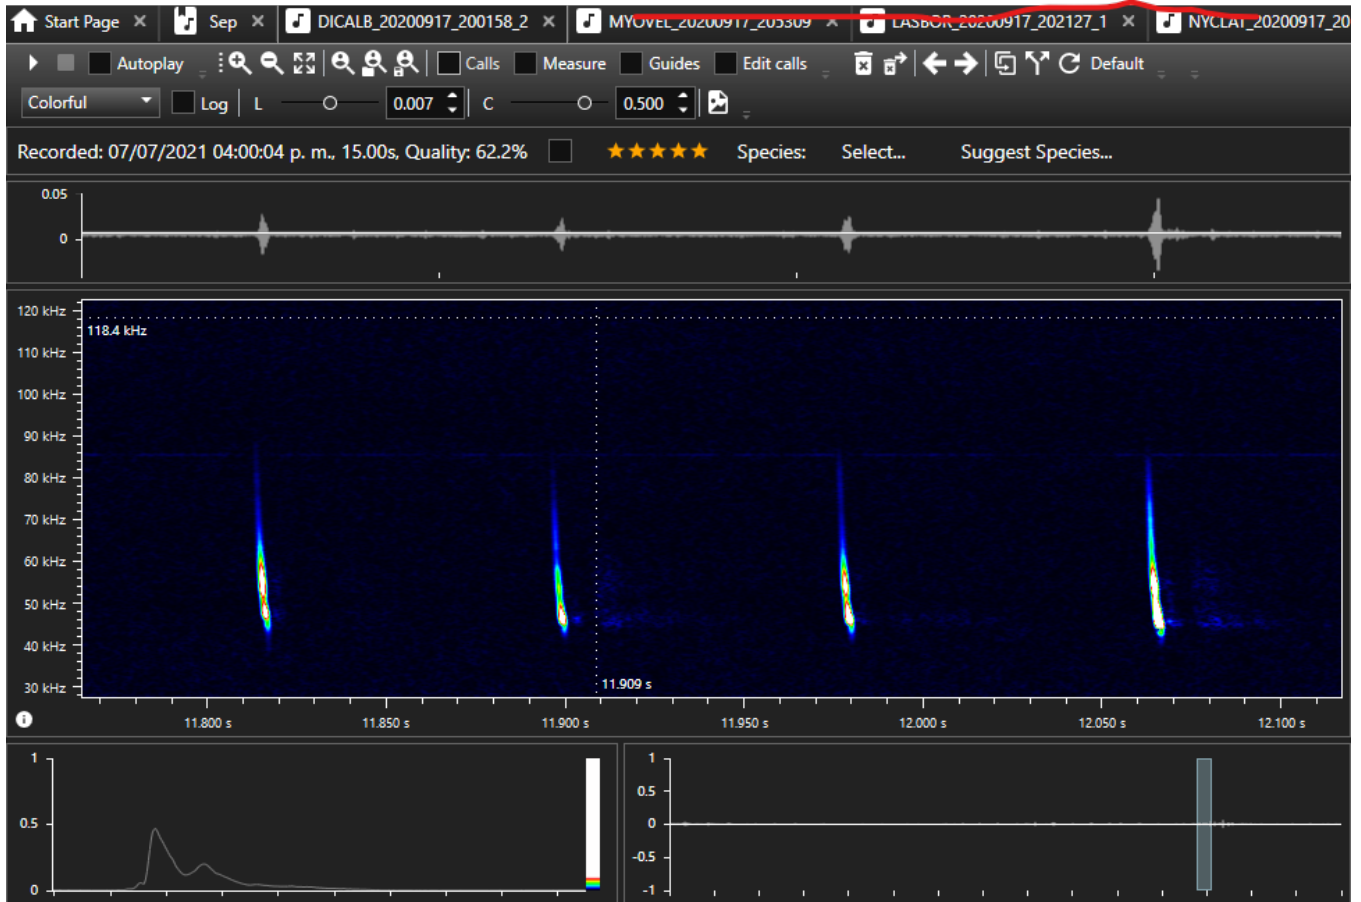 Start Page × Sep × DICALB_20200917_200158_2 × MYOVEL_20200917_205309 × LASBOR_20200917_202127_1 × NYCLAT_20200917_20
Autoplay Calls Measure Guides Edit calls Default
Colorful Log L 0.007 C 0.500
Recorded: 07/07/2021 04:00:04 p. m., 15.00s, Quality: 62.2% ★★★★★ Species: Select... Suggest Species...
0.05
0
120 kHz
118.4 kHz
110 kHz
100 kHz
90 kHz
80 kHz
70 kHz
60 kHz
50 kHz
40 kHz
30 kHz
11.909 s
11.800 s 11.850 s 11.900 s 11.950 s 12.000 s 12.050 s 12.100 s
1
0.5
0
1
0.5
0
-0.5
-1